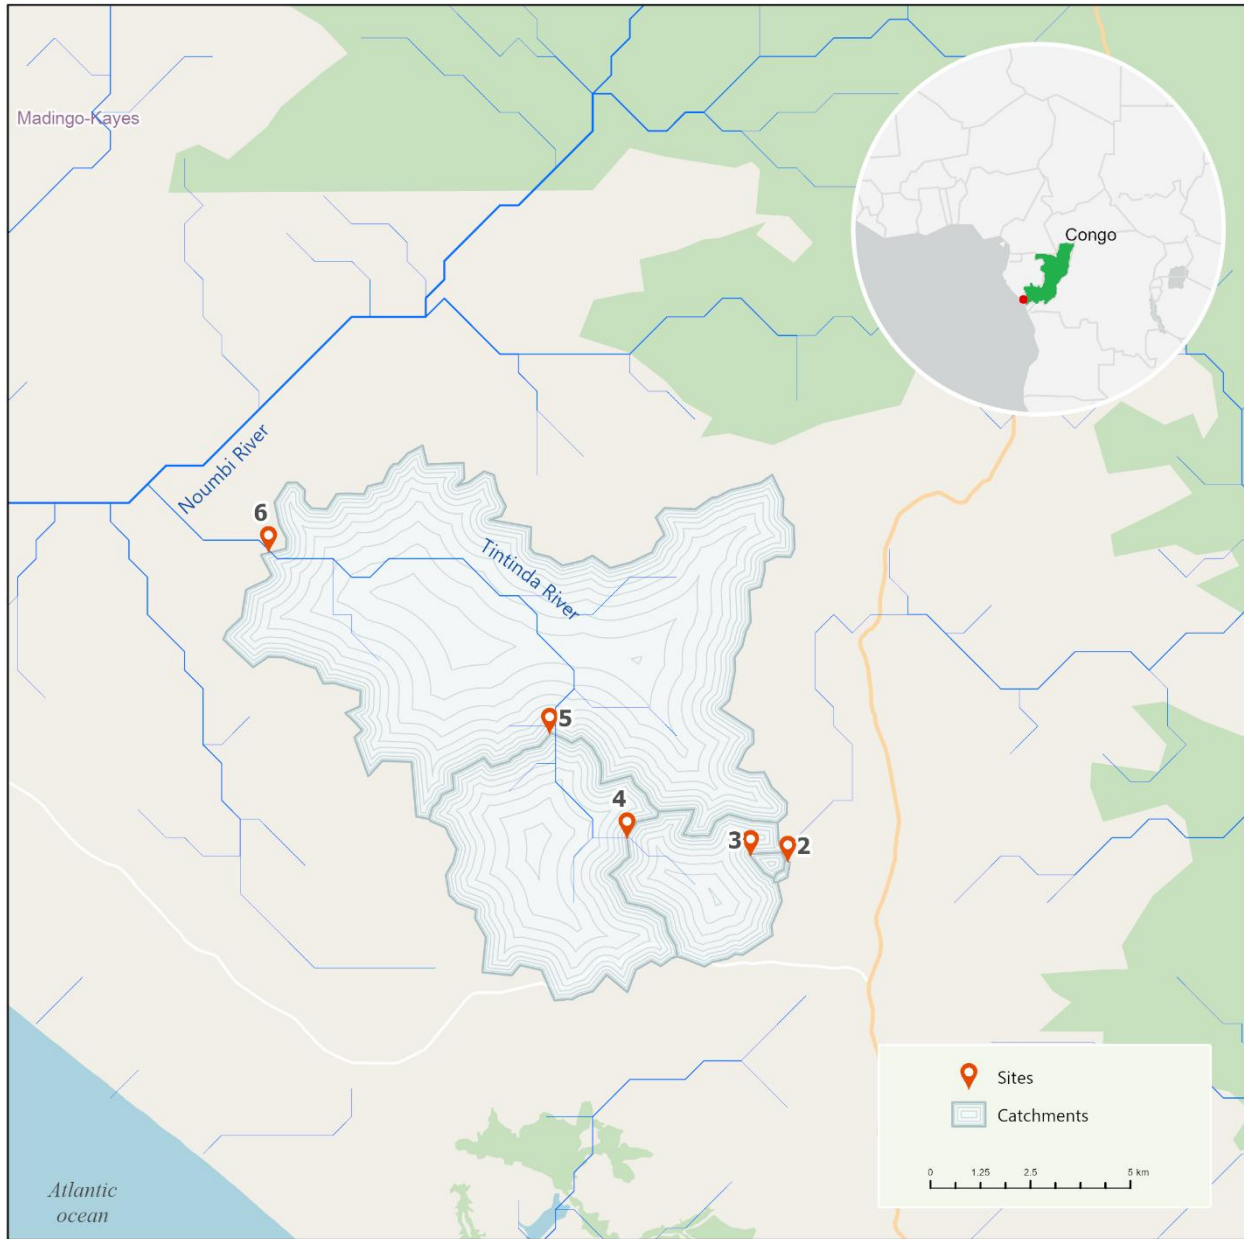 Madingo-Kayes
Congo
Noumbi River
6
Tintinda River
5
4
3
2
Sites
Catchments
0 1.25 2.5 5 km
Atlantic
ocean